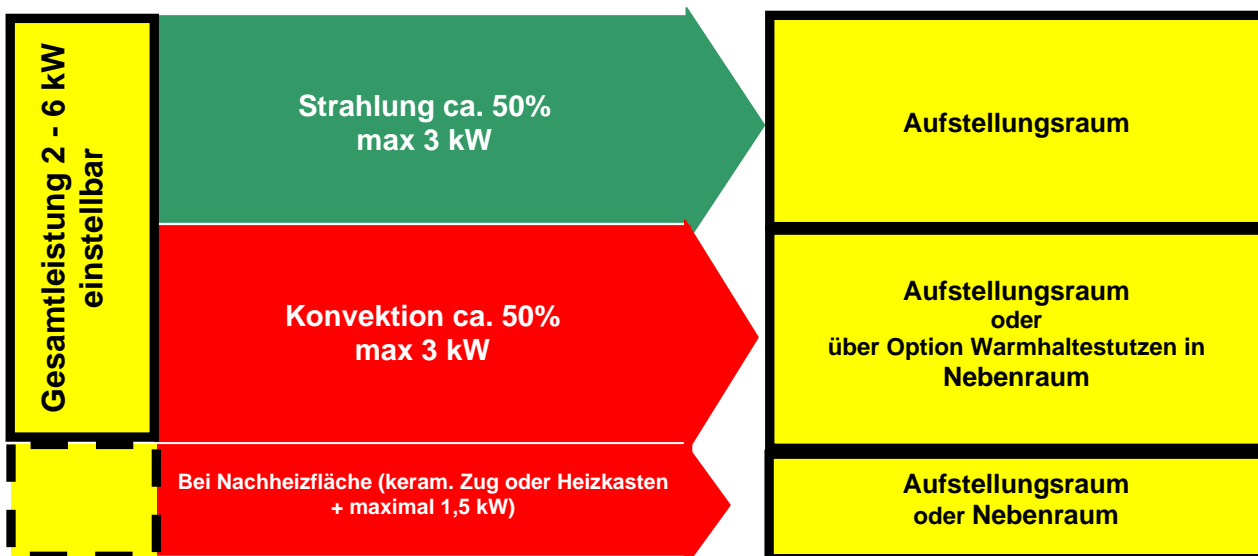 Gesamtleistung 2 - 6 kW
einstellbar
Strahlung ca. 50%
max 3 kW
Aufstellungsraum
Konvektion ca. 50%
max 3 kW
Aufstellungsraum
oder
über Option Warmhaltestutzen in
Nebenraum
Bei Nachheizfläche (keram. Zug oder Heizkasten
+ maximal 1,5 kW)
Aufstellungsraum
oder Nebenraum